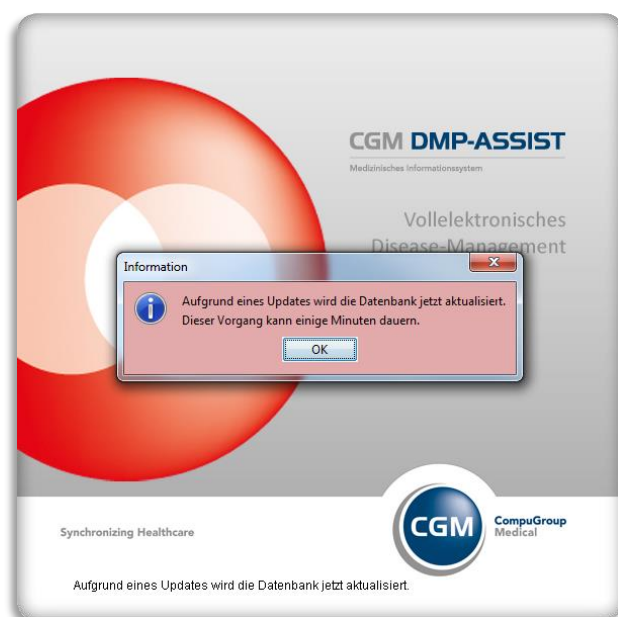 CGM DMP-ASSIST
Medizinisches Informationssystem
Vollelektronisches
Disease-Management
Information
Aufgrund eines Updates wird die Datenbank jetzt aktualisiert.
Dieser Vorgang kann einige Minuten dauern.
OK
Synchronizing Healthcare
CGM
CompuGroup
Medical
Aufgrund eines Updates wird die Datenbank jetzt aktualisiert.